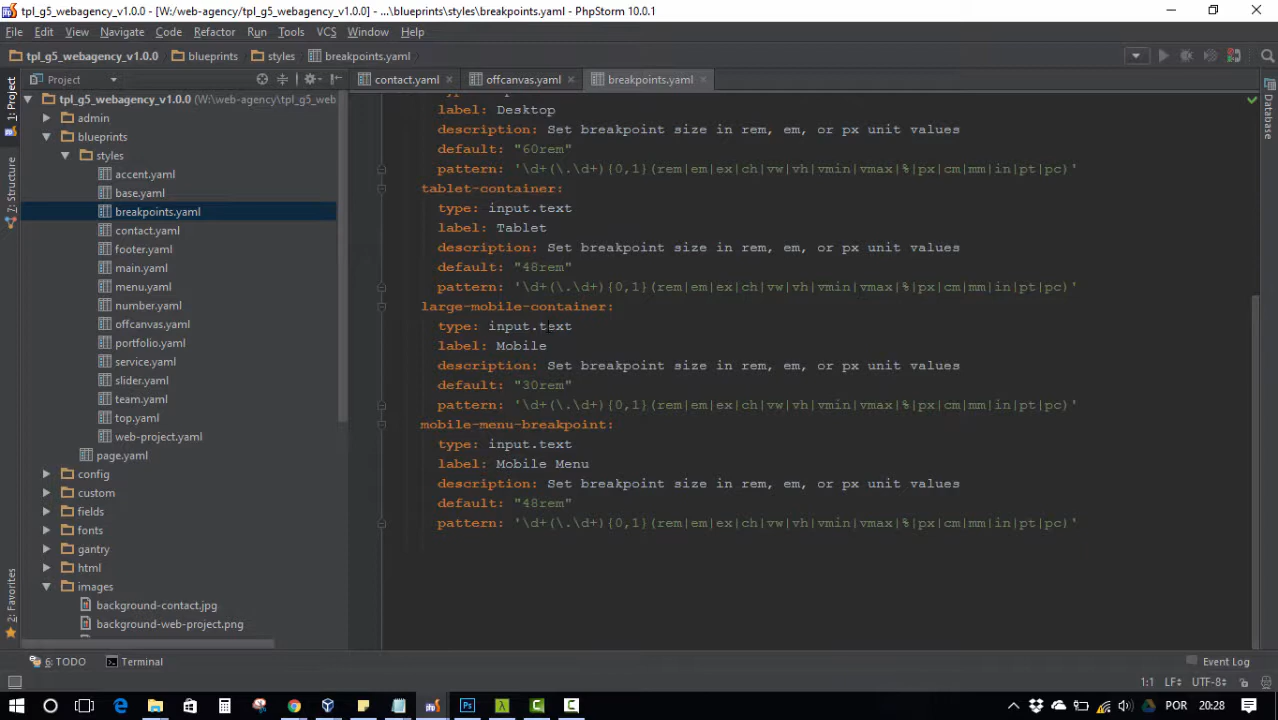 tpl_g5_webagency_v1.0.0 - [W:/web-agency/tpl_g5_webagency_v1.0.0] - ...\blueprints\styles\breakpoints.yaml - PhpStorm 10.0.1
File Edit View Navigate Code Refactor Run Tools VCS Window Help
tpl_g5_webagency_v1.0.0 blueprints styles breakpoints.yaml
Project contact.yaml offcanvas.yaml breakpoints.yaml
1: Project
7: Structure
2: Favorites
Database
tpl_g5_webagency_v1.0.0 (W:\web-agency\tpl_g5_web
admin
blueprints
styles
accent.yaml
base.yaml
breakpoints.yaml
contact.yaml
footer.yaml
main.yaml
menu.yaml
number.yaml
offcanvas.yaml
portfolio.yaml
service.yaml
slider.yaml
team.yaml
top.yaml
web-project.yaml
page.yaml
config
custom
fields
fonts
gantry
html
images
background-contact.jpg
background-web-project.png
label: Desktop
description: Set breakpoint size in rem, em, or px unit values
default: "60rem"
pattern: '\d+(\.\d+){0,1}(rem|em|ex|ch|vw|vh|vmin|vmax|%|px|cm|mm|in|pt|pc)'
tablet-container:
type: input.text
label: Tablet
description: Set breakpoint size in rem, em, or px unit values
default: "48rem"
pattern: '\d+(\.\d+){0,1}(rem|em|ex|ch|vw|vh|vmin|vmax|%|px|cm|mm|in|pt|pc)'
large-mobile-container:
type: input.text
label: Mobile
description: Set breakpoint size in rem, em, or px unit values
default: "30rem"
pattern: '\d+(\.\d+){0,1}(rem|em|ex|ch|vw|vh|vmin|vmax|%|px|cm|mm|in|pt|pc)'
mobile-menu-breakpoint:
type: input.text
label: Mobile Menu
description: Set breakpoint size in rem, em, or px unit values
default: "48rem"
pattern: '\d+(\.\d+){0,1}(rem|em|ex|ch|vw|vh|vmin|vmax|%|px|cm|mm|in|pt|pc)'
6: TODO Terminal Event Log
1:1 LF÷ UTF-8÷
Ps POR 20:28